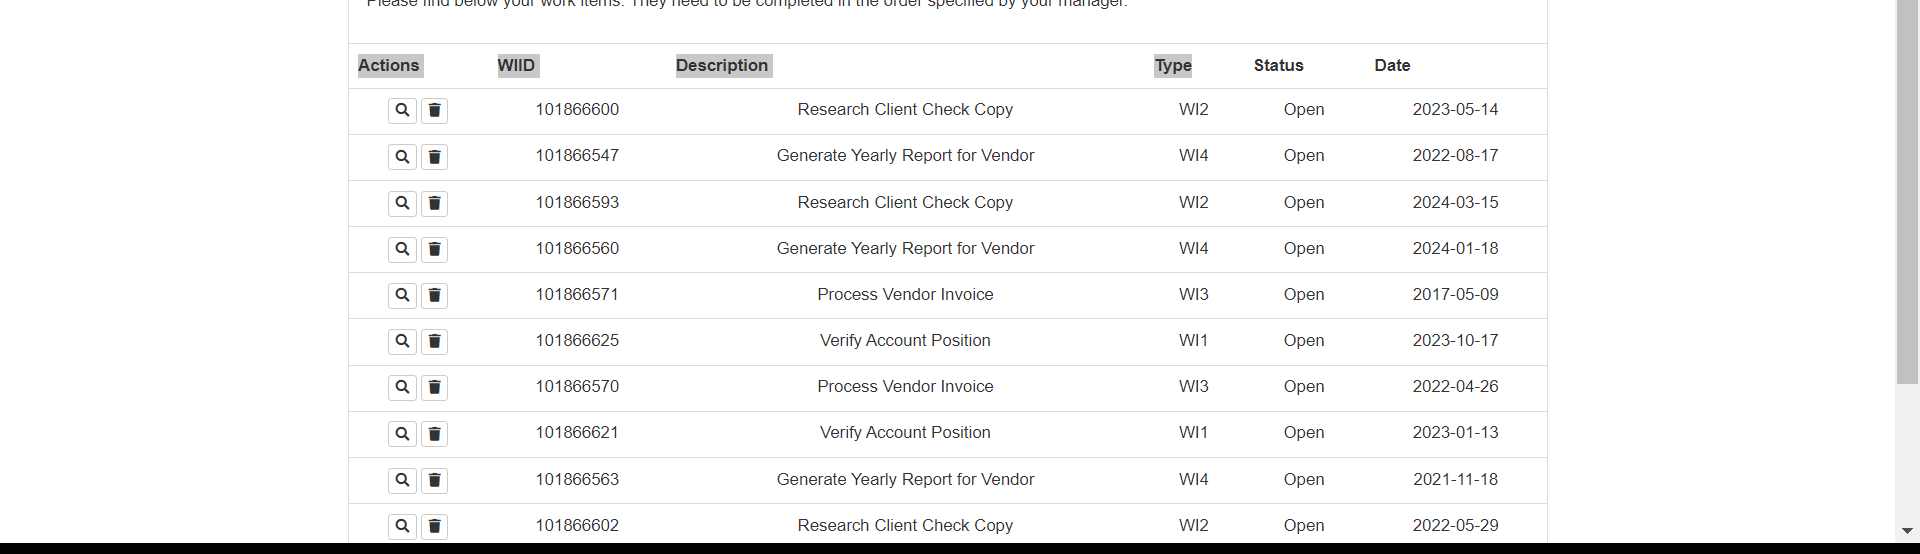 Please find below your work items. They need to be completed in the order specified by your manager.
Actions WIID Description Type Status Date
101866600 Research Client Check Copy WI2 Open 2023-05-14
101866547 Generate Yearly Report for Vendor WI4 Open 2022-08-17
101866593 Research Client Check Copy WI2 Open 2024-03-15
101866560 Generate Yearly Report for Vendor WI4 Open 2024-01-18
101866571 Process Vendor Invoice WI3 Open 2017-05-09
101866625 Verify Account Position WI1 Open 2023-10-17
101866570 Process Vendor Invoice WI3 Open 2022-04-26
101866621 Verify Account Position WI1 Open 2023-01-13
101866563 Generate Yearly Report for Vendor WI4 Open 2021-11-18
101866602 Research Client Check Copy WI2 Open 2022-05-29